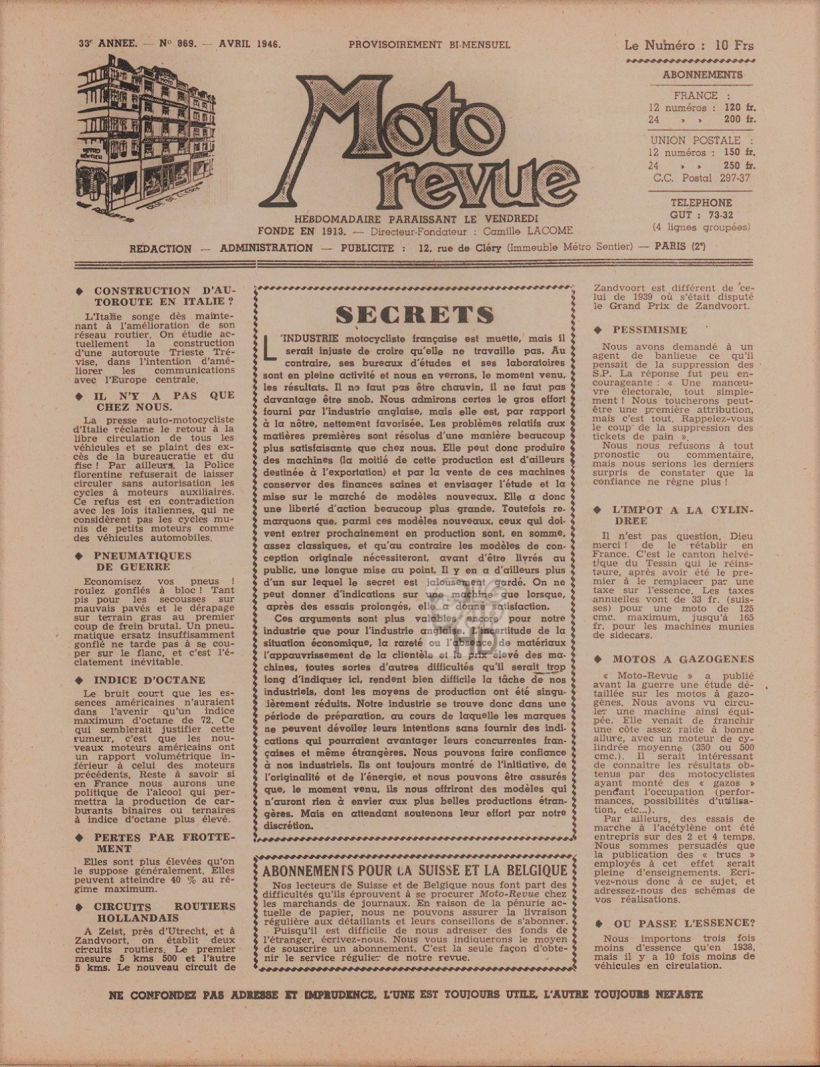 33e ANNEE. — No 869. — AVRIL 1946.
PROVISOIREMENT BI-MENSUEL
Le Numéro : 10 Frs
Moto
revue
HEBDOMADAIRE PARAISSANT LE VENDREDI
FONDE EN 1913. — Directeur-Fondateur : Camille LACOME
REDACTION — ADMINISTRATION — PUBLICITE : 12, rue de Cléry (Immeuble Métro Sentier) — PARIS (2e)
ABONNEMENTS
FRANCE :
12 numéros : 120 fr.
24 » » 200 fr.
UNION POSTALE :
12 numéros : 150 fr.
24 » » 250 fr.
C.C. Postal 297-37
TELEPHONE
GUT : 73-32
(4 lignes groupées)
◆ CONSTRUCTION D'AU-
TOROUTE EN ITALIE ?
L'Italie songe dès mainte-
nant à l'amélioration de son
réseau routier. On étudie ac-
tuellement la construction
d'une autoroute Trieste Tré-
vise, dans l'intention d'amé-
liorer les communications
avec l'Europe centrale.
◆ IL N'Y A PAS QUE
CHEZ NOUS.
La presse auto-motocycliste
d'Italie réclame le retour à la
libre circulation de tous les
véhicules et se plaint des ex-
cès de la bureaucratie et du
fisc ! Par ailleurs, la Police
florentine refuserait de laisser
circuler sans autorisation les
cycles à moteurs auxiliaires.
Ce refus est en contradiction
avec les lois italiennes, qui ne
considèrent pas les cycles mu-
nis de petits moteurs comme
des véhicules automobiles.
◆ PNEUMATIQUES
DE GUERRE
Economisez vos pneus !
roulez gonflés à bloc ! Tant
pis pour les secousses sur
mauvais pavés et le dérapage
sur terrain gras au premier
coup de frein brutal. Un pneu-
matique ersatz insuffisamment
gonflé ne tarde pas à se cou-
per sur le flanc, et c'est l'é-
clatement inévitable.
◆ INDICE D'OCTANE
Le bruit court que les es-
sences américaines n'auraient
dans l'avenir qu'un indice
maximum d'octane de 72. Ce
qui semblerait justifier cette
rumeur, c'est que les nou-
veaux moteurs américains ont
un rapport volumétrique in-
férieur à celui des moteurs
précédents. Reste à savoir si
en France nous aurons une
politique de l'alcool qui per-
mettra la production de car-
burants binaires ou ternaires
à indice d'octane plus élevé.
◆ PERTES PAR FROTTE-
MENT
Elles sont plus élevées qu'on
le suppose généralement. Elles
peuvent atteindre 40 % au ré-
gime maximum.
◆ CIRCUITS ROUTIERS
HOLLANDAIS
A Zeist, près d'Utrecht, et à
Zandvoort, on établit deux
circuits routiers. Le premier
mesure 5 kms 500 et l'autre
5 kms. Le nouveau circuit de
SECRETS
L'INDUSTRIE motocycliste française est muette, mais il
serait injuste de croire qu'elle ne travaille pas. Au
contraire, ses bureaux d'études et ses laboratoires
sont en pleine activité et nous en verrons, le moment venu,
les résultats. Il ne faut pas être chauvin, il ne faut pas
davantage être snob. Nous admirons certes le gros effort
fourni par l'industrie anglaise, mais elle est, par rapport
à la nôtre, nettement favorisée. Les problèmes relatifs aux
matières premières sont résolus d'une manière beaucoup
plus satisfaisante que chez nous. Elle peut donc produire
des machines (la moitié de cette production est d'ailleurs
destinée à l'exportation) et par la vente de ces machines
conserver des finances saines et envisager l'étude et la
mise sur le marché de modèles nouveaux. Elle a donc
une liberté d'action beaucoup plus grande. Toutefois re-
marquons que, parmi ces modèles nouveaux, ceux qui doi-
vent entrer prochainement en production sont, en somme,
assez classiques, et qu'au contraire les modèles de con-
ception originale nécessiteront, avant d'être livrés au
public, une longue mise au point. Il y en a d'ailleurs plus
d'un sur lequel le secret est jalousement gardé. On ne
peut donner d'indications sur une machine que lorsque,
après des essais prolongés, elle donne satisfaction.
Ces arguments sont plus valables encore pour notre
industrie que pour l'industrie anglaise. L'incertitude de la
situation économique, la rareté ou l'absence de matériaux
l'appauvrissement de la clientèle et le prix élevé des ma-
chines, toutes sortes d'autres difficultés qu'il serait trop
long d'indiquer ici, rendent bien difficile la tâche de nos
industriels, dont les moyens de production ont été singu-
lièrement réduits. Notre Industrie se trouve donc dans une
période de préparation, au cours de laquelle les marques
ne peuvent dévoiler leurs intentions sans fournir des indi-
cations qui pourraient avantager leurs concurrentes fran-
çaises et même étrangères. Nous pouvons faire confiance
à nos industriels. Ils ont toujours montré de l'initiative, de
l'originalité et de l'énergie, et nous pouvons être assurés
que, le moment venu, ils nous offriront des modèles qui
n'auront rien à envier aux plus belles productions étran-
gères. Mais en attendant soutenons leur effort par notre
discrétion.
ABONNEMENTS POUR LA SUISSE ET LA BELGIQUE
Nos lecteurs de Suisse et de Belgique nous font part des
difficultés qu'ils éprouvent à se procurer Moto-Revue chez
les marchands de journaux. En raison de la pénurie ac-
tuelle de papier, nous ne pouvons assurer la livraison
régulière aux détaillants et leurs conseillons de s'abonner.
Puisqu'il est difficile de nous adresser des fonds de
l'étranger, écrivez-nous. Nous vous indiquerons le moyen
de souscrire un abonnement. C'est la seule façon d'obte-
nir le service régulier de notre revue.
Zandvoort est différent de ce-
lui de 1939 où s'était disputé
le Grand Prix de Zandvoort.
◆ PESSIMISME
Nous avons demandé à un
agent de banlieue ce qu'il
pensait de la suppression des
S.P. La réponse fut peu en-
courageante : « Une manœu-
vre électorale, tout simple-
ment ! Nous toucherons peut-
être une première attribution,
mais c'est tout. Rappelez-vous
le coup de la suppression des
tickets de pain ».
Nous nous refusons à tout
pronostic ou commentaire,
mais nous serions les derniers
surpris de constater que la
confiance ne règne plus !
◆ L'IMPOT A LA CYLIN-
DREE
Il n'est pas question, Dieu
merci ! de le rétablir en
France. C'est le canton helvé-
tique du Tessin qui le réins-
taure, après avoir été le pre-
mier à le remplacer par une
taxe sur l'essence. Les taxes
annuelles vont de 33 fr. (suis-
ses) pour une moto de 125
cmc. maximum, jusqu'à 165
fr. pour les machines munies
de sidecars.
◆ MOTOS A GAZOGENES
« Moto-Revue » a publié
avant la guerre une étude dé-
taillée sur les motos à gazo-
gènes. Nous avons vu circu-
ler une machine ainsi équi-
pée. Elle venait de franchir
une côte assez raide à bonne
allure, avec un moteur de cy-
lindrée moyenne (350 ou 500
cmc.). Il serait intéressant
de connaître les résultats ob-
tenus par des motocyclistes
ayant monté des « gazos »
pendant l'occupation (perfor-
mances, possibilités d'utilisa-
tion, etc...).
Par ailleurs, des essais de
marche à l'acétylène ont été
entrepris sur des 2 et 4 temps.
Nous sommes persuadés que
la publication des « trucs »
employés à cet effet serait
pleine d'enseignements. Ecri-
vez-nous donc à ce sujet, et
adressez-nous des schémas de
vos réalisations.
◆ OU PASSE L'ESSENCE?
Nous importons trois fois
moins d'essence qu'en 1938,
mais il y a 10 fois moins de
véhicules en circulation.
NE CONFONDEZ PAS ADRESSE ET IMPRUDENCE, L'UNE EST TOUJOURS UTILE, L'AUTRE TOUJOURS NEFASTE